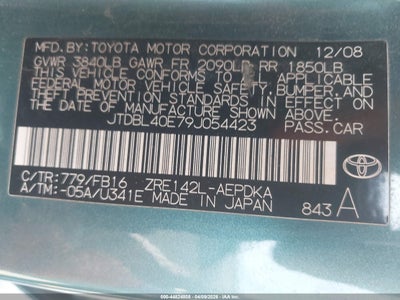 MFD. BY: TOYOTA MOTOR CORPORATION 12/08
GVWR 3840LB GAWR FR 2090LB RR 1850LB
THIS VEHICLE CONFORMS TO ALL APPLICABLE
FEDERAL MOTOR VEHICLE SAFETY, BUMPER, AND
THEFT PREVENTION STANDARDS IN EFFECT ON THE DATE
OF MANUFACTURE SHOWN ABOVE.
JTDBL40E79J054423 PASS. CAR
C/TR: 779/FB16 ZRE142L-AEPDKA
A/TM: -05A/U341E MADE IN JAPAN 843 A
TOYOTA